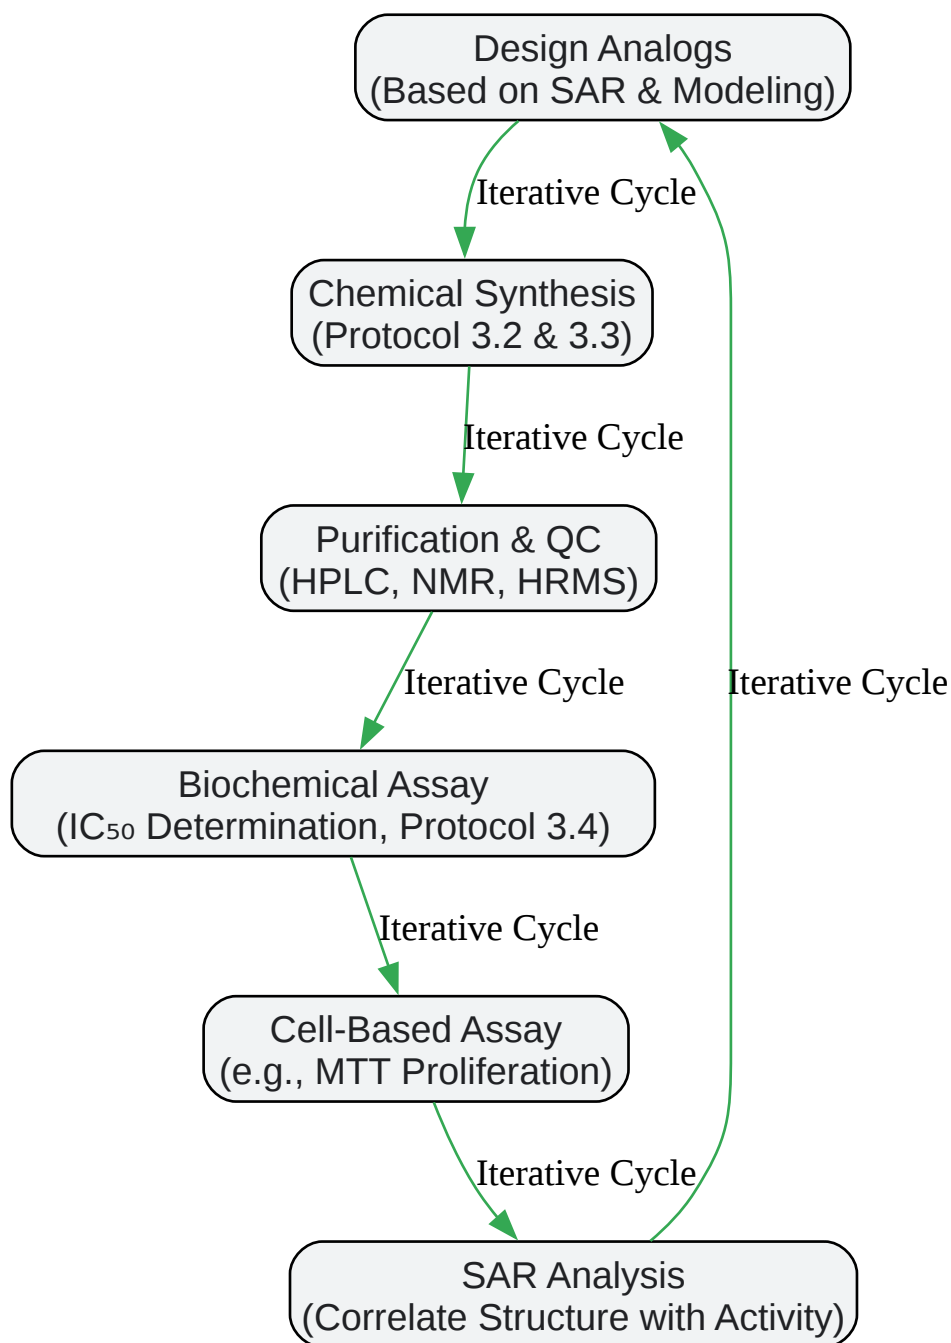 Design Analogs
(Based on SAR & Modeling)
Iterative Cycle
Chemical Synthesis
(Protocol 3.2 & 3.3)
Iterative Cycle
Purification & QC
(HPLC, NMR, HRMS)
Iterative Cycle
Iterative Cycle
Biochemical Assay
(IC₅₀ Determination, Protocol 3.4)
Iterative Cycle
Cell-Based Assay
(e.g., MTT Proliferation)
Iterative Cycle
SAR Analysis
(Correlate Structure with Activity)